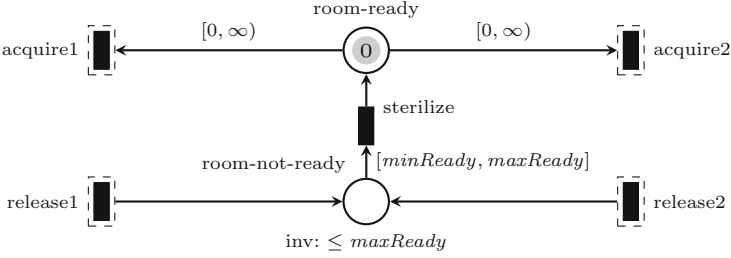 room-ready
[0, ∞)
[0, ∞)
acquire1
0
acquire2
sterilize
room-not-ready
[minReady, maxReady]
release1
release2
inv: ≤ maxReady